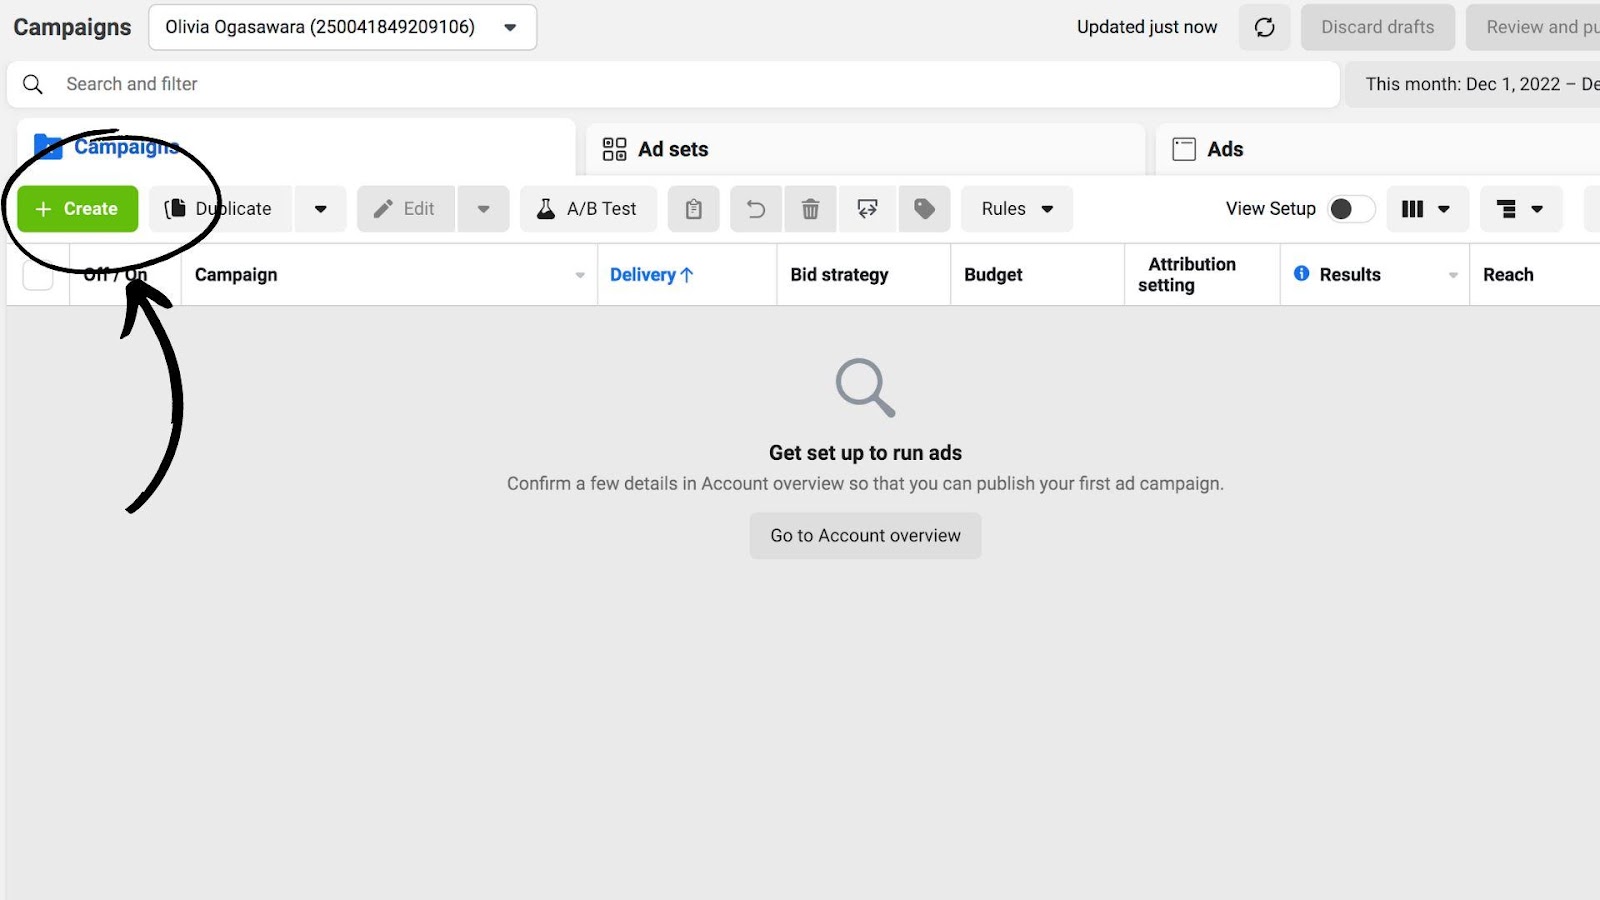 Campaigns
Olivia Ogasawara (250041849209106)
Updated just now
Discard drafts
Review and pu
Search and filter
This month: Dec 1, 2022 – De
Campaigns
Ad sets
Ads
+ Create
Duplicate
Edit
A/B Test
Rules
View Setup
Off / On
Campaign
Delivery ↑
Bid strategy
Budget
Attribution
setting
Results
Reach
Get set up to run ads
Confirm a few details in Account overview so that you can publish your first ad campaign.
Go to Account overview